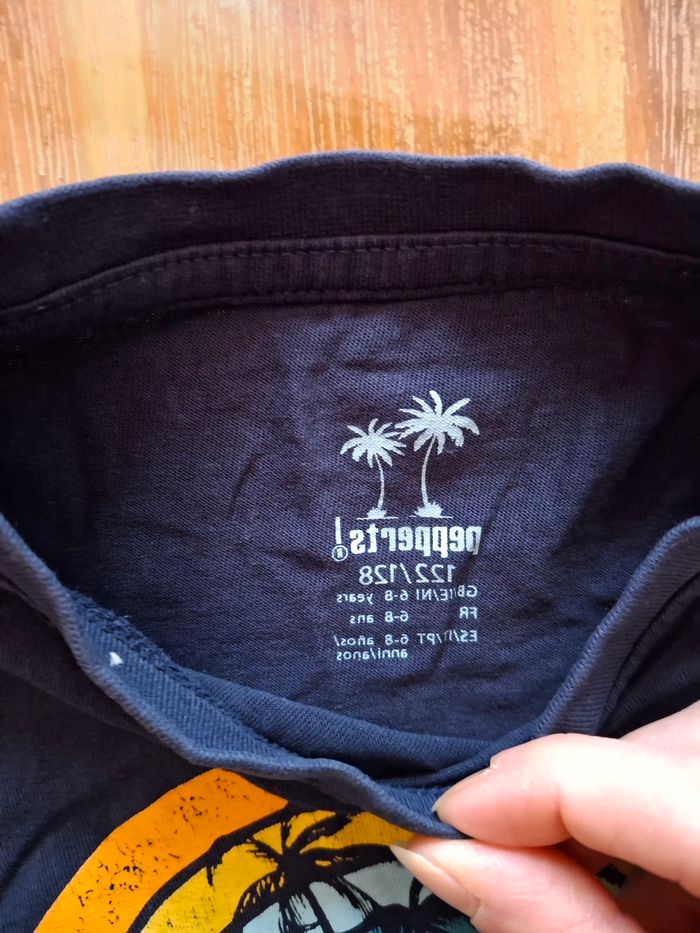 pepperts!®
122/128
GB/IE/NI 6-8 years
FR 6-8 ans
ES/IT/PT 6-8 años/
anni/anos